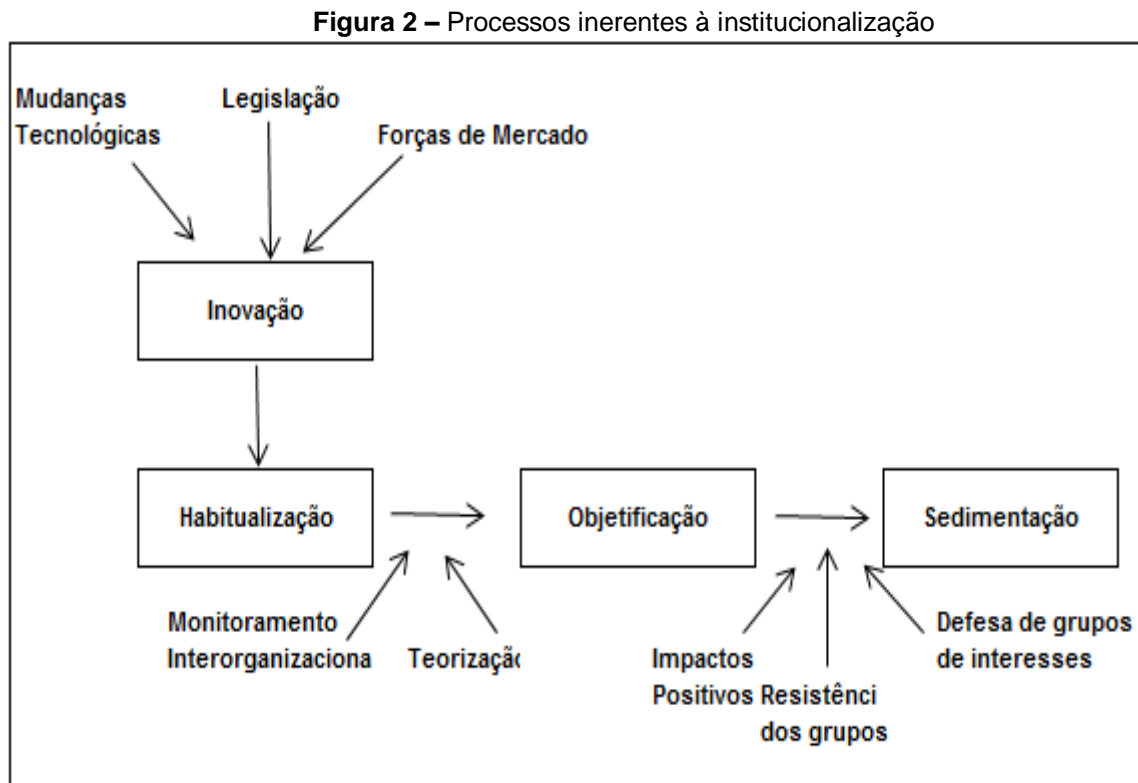 Figura 2 – Processos inerentes à institucionalização
Mudanças
Tecnológicas
Legislação
Forças de Mercado
Inovação
Habitualização
Objetificação
Sedimentação
Monitoramento
Interorganizaciona
Teorizaçã
Impactos
Positivos
Resistênci
dos grupos
Defesa de grupos
de interesses